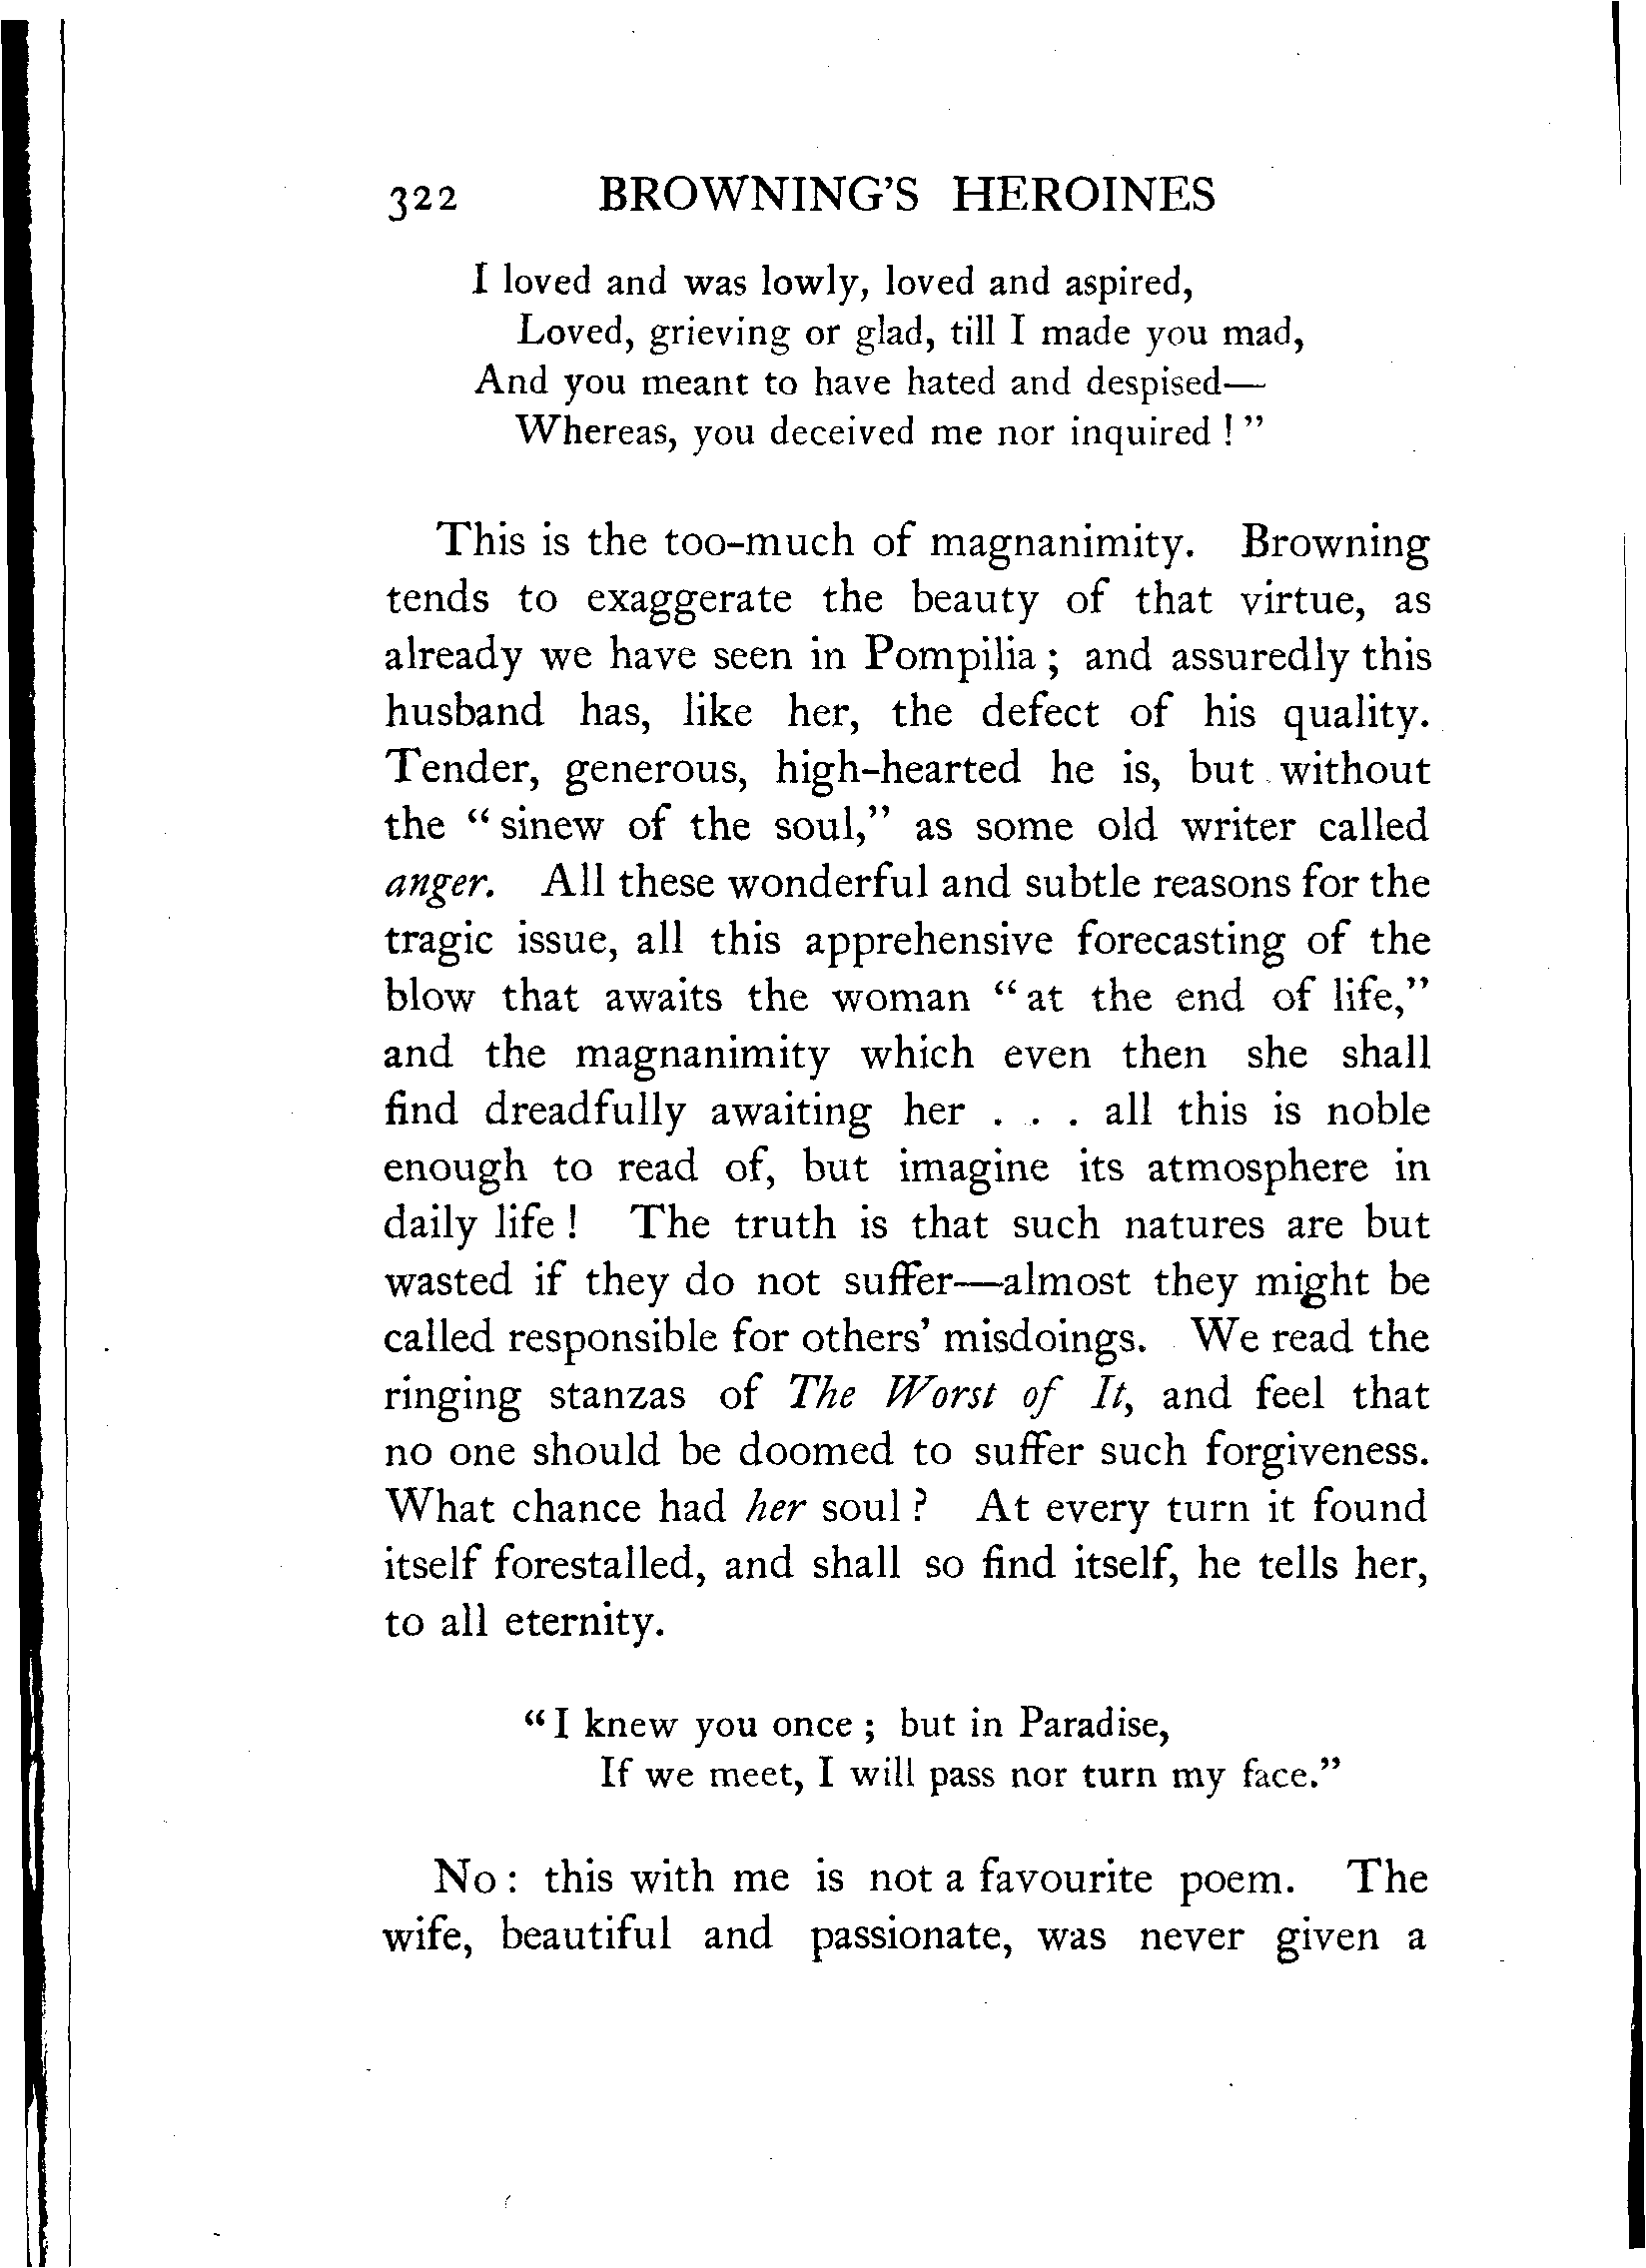 322 BROWNING'S HEROINES
I loved and was lowly, loved and aspired,
Loved, grieving or glad, till I made you mad,
And you meant to have hated and despised—
Whereas, you deceived me nor inquired ! ”
This is the too-much of magnanimity. Browning
tends to exaggerate the beauty of that virtue, as
already we have seen in Pompilia ; and assuredly this
husband has, like her, the defect of his quality.
Tender, generous, high-hearted he is, but without
the “ sinew of the soul,” as some old writer called
anger. All these wonderful and subtle reasons for the
tragic issue, all this apprehensive forecasting of the
blow that awaits the woman “ at the end of life,”
and the magnanimity which even then she shall
find dreadfully awaiting her . . . all this is noble
enough to read of, but imagine its atmosphere in
daily life ! The truth is that such natures are but
wasted if they do not suffer—almost they might be
called responsible for others' misdoings. We read the
ringing stanzas of The Worst of It, and feel that
no one should be doomed to suffer such forgiveness.
What chance had her soul ? At every turn it found
itself forestalled, and shall so find itself, he tells her,
to all eternity.
“ I knew you once ; but in Paradise,
If we meet, I will pass nor turn my face.”
No : this with me is not a favourite poem. The
wife, beautiful and passionate, was never given a